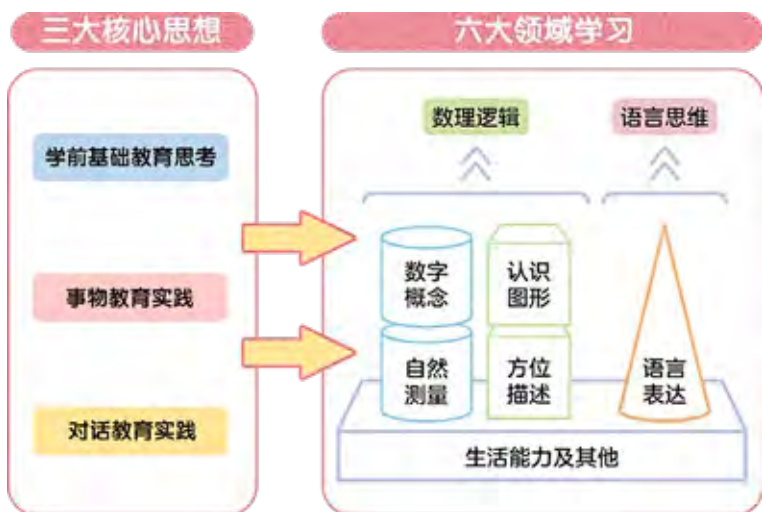 三大核心思想
学前基础教育思考
事物教育实践
对话教育实践
六大领域学习
数理逻辑
语言思维
数字
概念
认识
图形
自然
测量
方位
描述
语言
表达
生活能力及其他